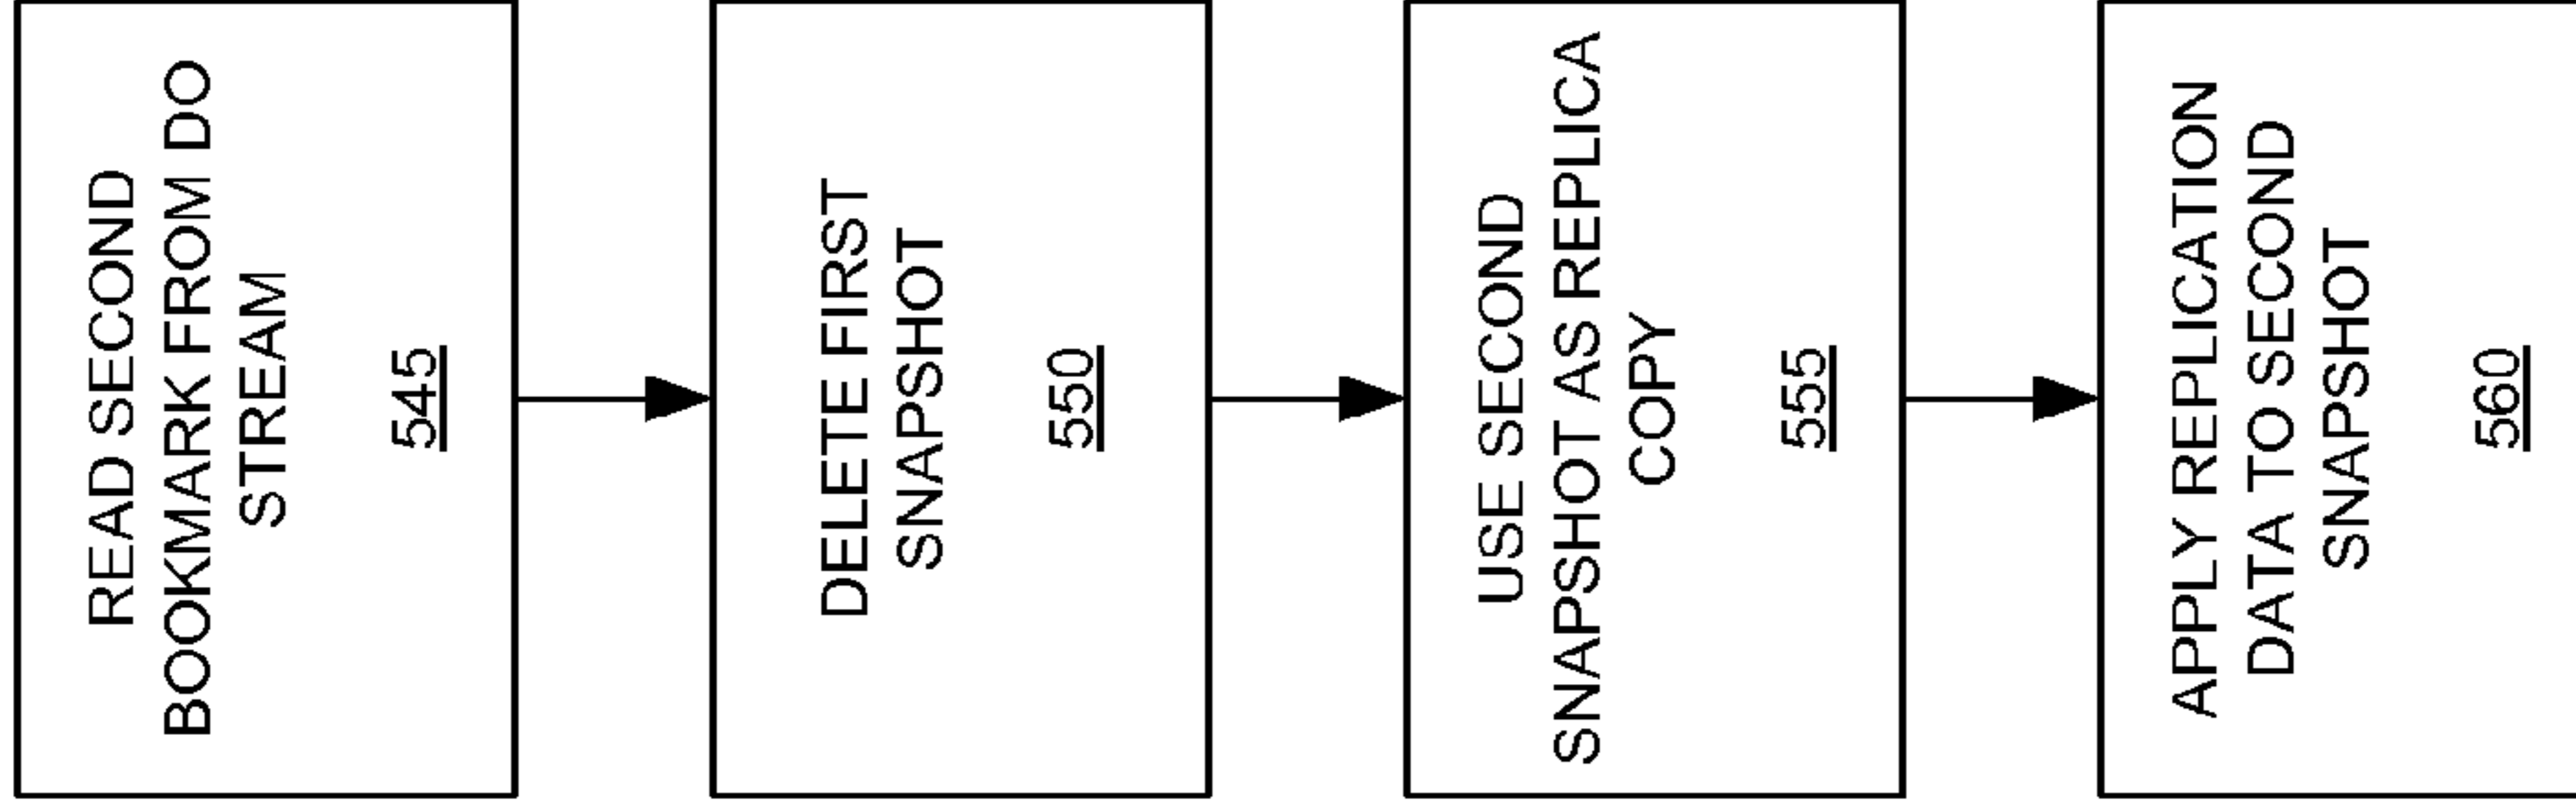 READ SECOND
BOOKMARK FROM DO
STREAM
545
DELETE FIRST
SNAPSHOT
550
USE SECOND
SNAPSHOT AS REPLICA
COPY
555
APPLY REPLICATION
DATA TO SECOND
SNAPSHOT
560